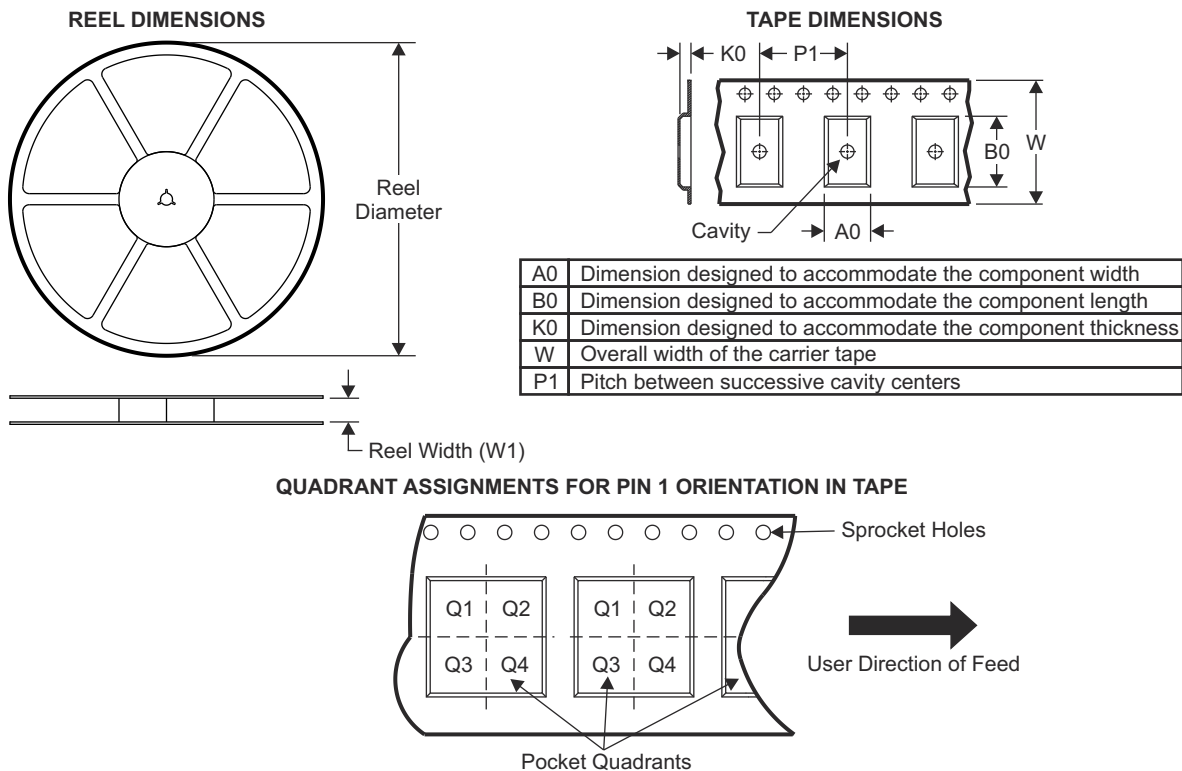 REEL DIMENSIONS
Reel
Diameter
Reel Width (W1)
TAPE DIMENSIONS
K0
P1
B0
W
Cavity
A0
A0 Dimension designed to accommodate the component width
B0 Dimension designed to accommodate the component length
K0 Dimension designed to accommodate the component thickness
W Overall width of the carrier tape
P1 Pitch between successive cavity centers
QUADRANT ASSIGNMENTS FOR PIN 1 ORIENTATION IN TAPE
Sprocket Holes
Q1 Q2 Q1 Q2
Q3 Q4 Q3 Q4
User Direction of Feed
Pocket Quadrants